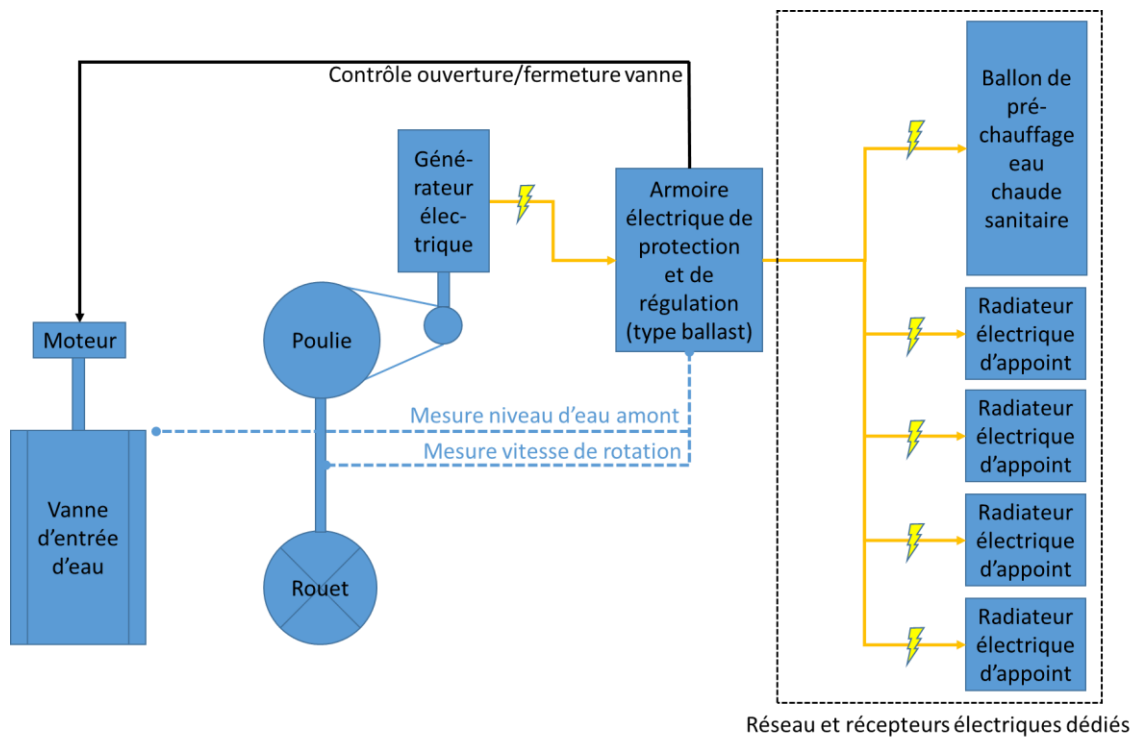 Contrôle ouverture/fermeture vanne
Ballon de
pré-
chauffage
eau
chaude
sanitaire
Géné-
rateur
élec-
trique
Armoire
électrique de
protection
et de
régulation
(type ballast)
Moteur
Poulie
Radiateur
électrique
d'appoint
Mesure niveau d'eau amont
Mesure vitesse de rotation
Radiateur
électrique
d'appoint
Vanne
d'entrée
d'eau
Rouet
Radiateur
électrique
d'appoint
Radiateur
électrique
d'appoint
Réseau et récepteurs électriques dédiés